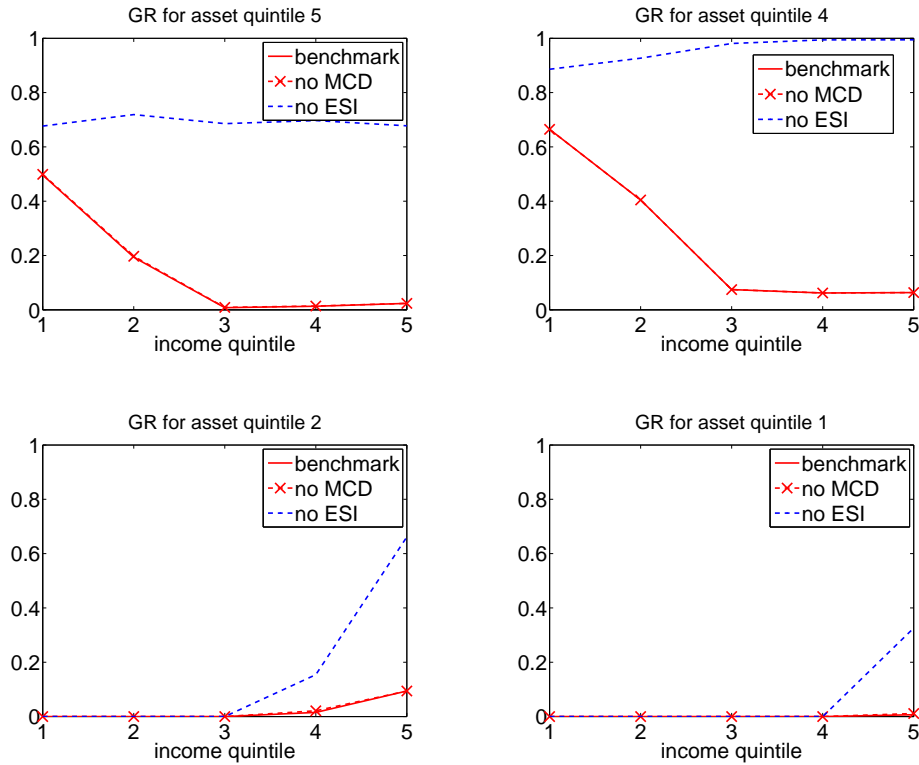 GR for asset quintile 5
1
0.8
0.6
0.4
0.2
0
benchmark
no MCD
no ESI
1 2 3 4 5
income quintile
GR for asset quintile 4
1
0.8
0.6
0.4
0.2
0
benchmark
no MCD
no ESI
1 2 3 4 5
income quintile
GR for asset quintile 2
1
0.8
0.6
0.4
0.2
0
benchmark
no MCD
no ESI
1 2 3 4 5
income quintile
GR for asset quintile 1
1
0.8
0.6
0.4
0.2
0
benchmark
no MCD
no ESI
1 2 3 4 5
income quintile